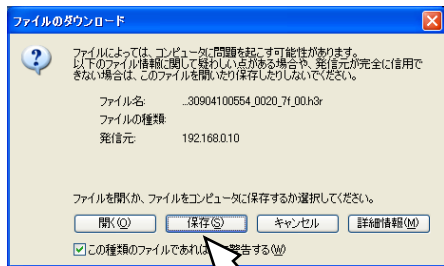 ファイルのダウンロード
ファイルによっては、コンピュータに問題を起こす可能性があります。
以下のファイル情報に関して疑わしい点がある場合や、発信元が完全に信用で
きない場合は、このファイルを開いたり保存したりしないでください。
ファイル名: ...30904100554_0020_7f_00.h3r
ファイルの種類:
発信元: 192.168.0.10
ファイルを開くか、ファイルをコンピュータに保存するか選択してください。
開く(O) 保存(S) キャンセル 詳細情報(M)
この種類のファイルであれば 警告する(W)